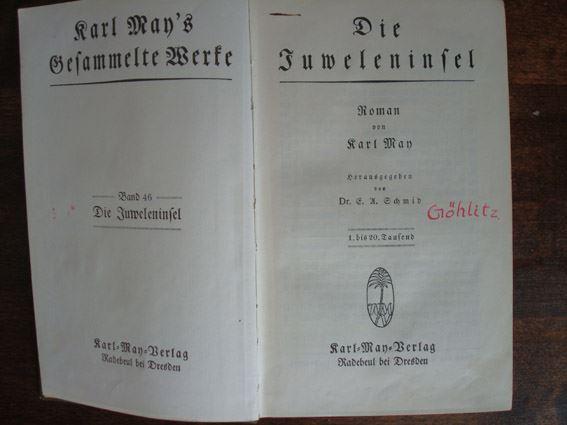 Karl May's
Gesammelte Werke
Band 46
Die Juweleninsel
Karl-May-Verlag
Radebeul bei Dresden
Die
Juweleninsel
Roman
von
Karl May
Herausgegeben
von
Dr. E. A. Schmid
Göhlitz.
1. bis 20. Tausend
Karl-May-Verlag
Radebeul bei Dresden